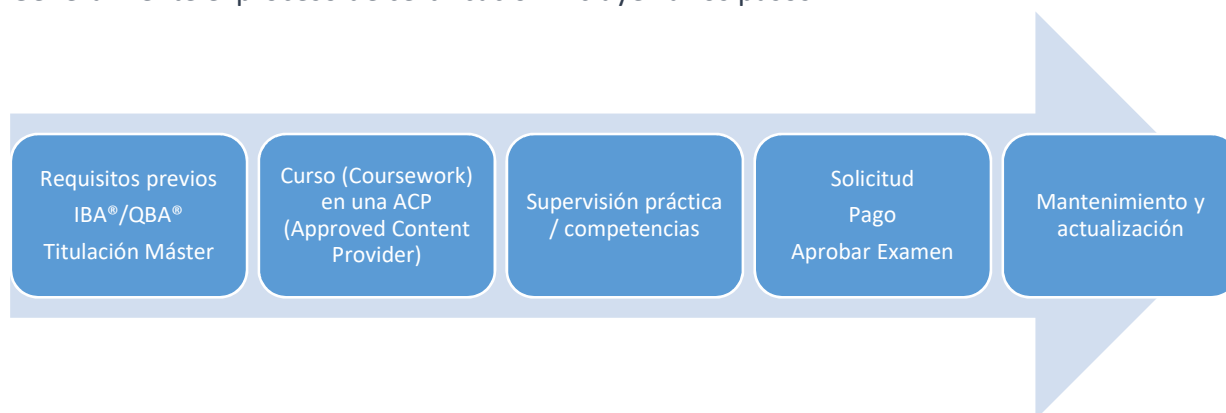 Requisitos previos
IBA®/QBA®
Titulación Máster
Curso (Coursework)
en una ACP
(Approved Content
Provider)
Supervisión práctica
/ competencias
Solicitud
Pago
Aprobar Examen
Mantenimiento y
actualización